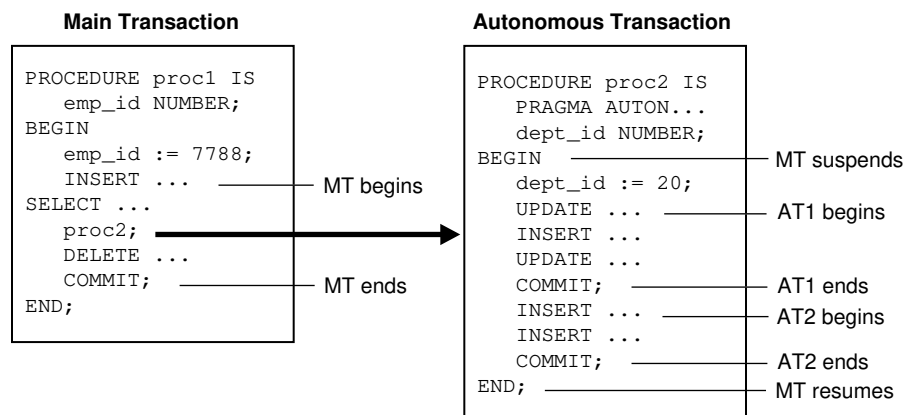 Main Transaction
PROCEDURE proc1 IS
emp_id NUMBER;
BEGIN
emp_id := 7788;
INSERT ...
MT begins
SELECT ...
proc2;
DELETE ...
COMMIT;
MT ends
END;
Autonomous Transaction
PROCEDURE proc2 IS
PRAGMA AUTON...
dept_id NUMBER;
BEGIN
MT suspends
dept_id := 20;
UPDATE ...
AT1 begins
INSERT ...
UPDATE ...
COMMIT;
AT1 ends
INSERT ...
AT2 begins
INSERT ...
COMMIT;
AT2 ends
END;
MT resumes